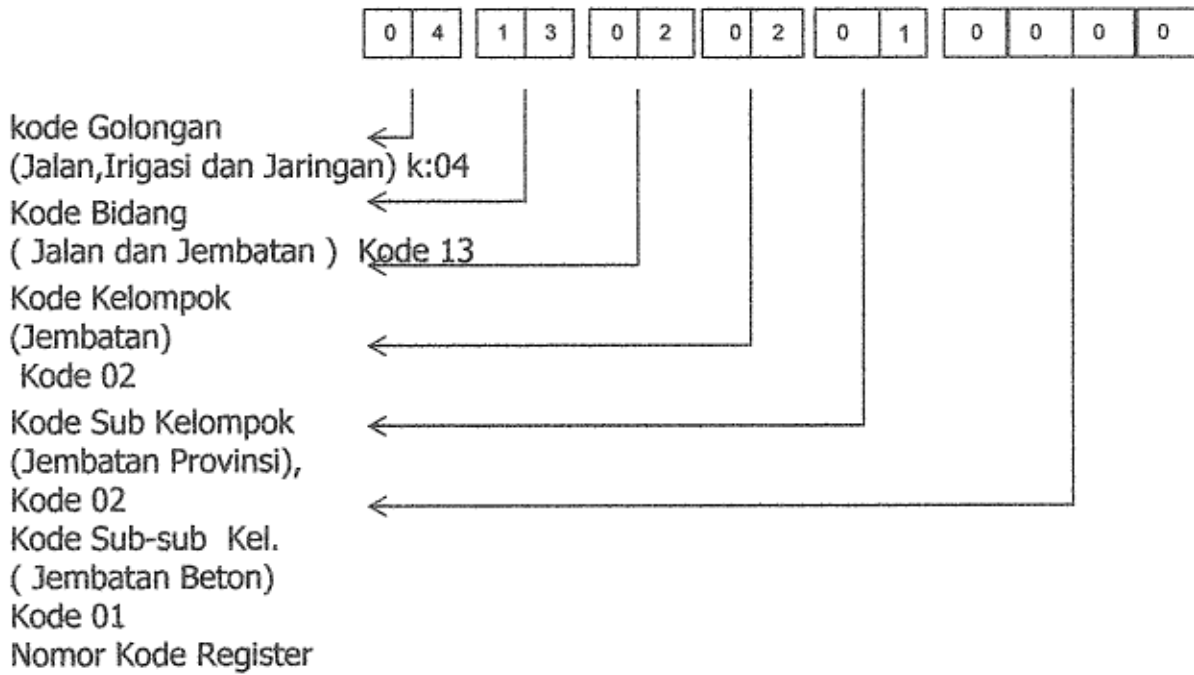 0 4 1 3 0 2 0 2 0 1 0 0 0 0
kode Golongan
(Jalan,Irigasi dan Jaringan) k:04
Kode Bidang
( Jalan dan Jembatan ) Kode 13
Kode Kelompok
(Jembatan)
Kode 02
Kode Sub Kelompok
(Jembatan Provinsi),
Kode 02
Kode Sub-sub Kel.
( Jembatan Beton)
Kode 01
Nomor Kode Register